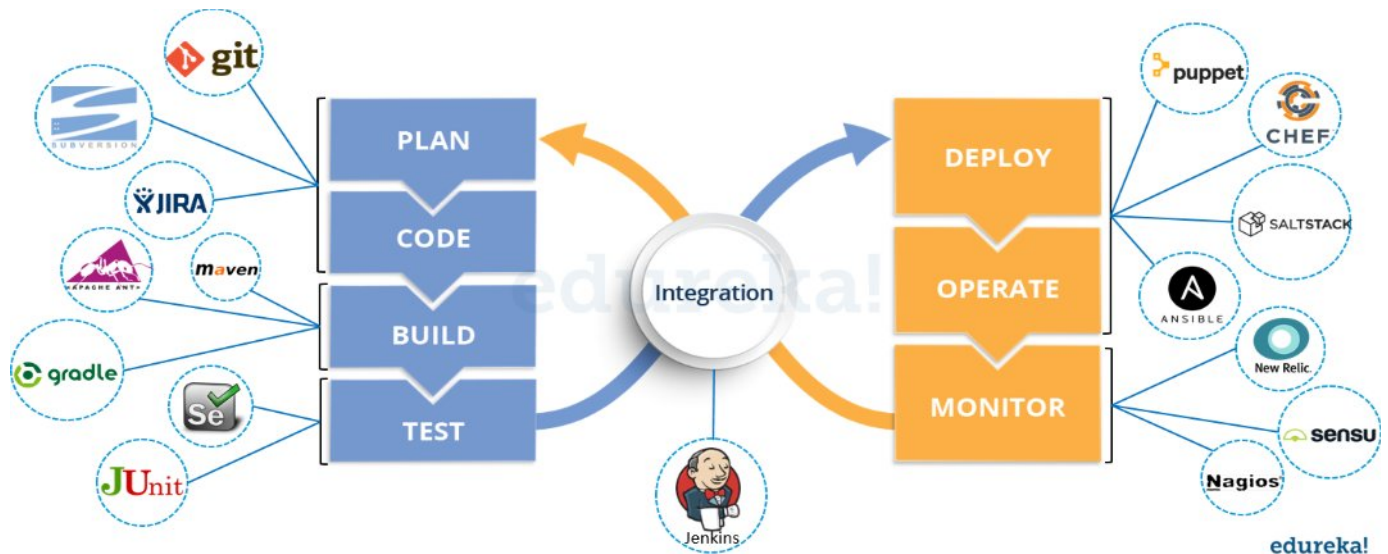 git
SUBVERSION
JIRA
APACHE ANT
maven
gradle
Se
JUnit
PLAN
CODE
BUILD
TEST
edureka!
Integration
Jenkins
DEPLOY
OPERATE
MONITOR
puppet
CHEF
SALTSTACK
ANSIBLE
New Relic.
sensu
Nagios
edureka!